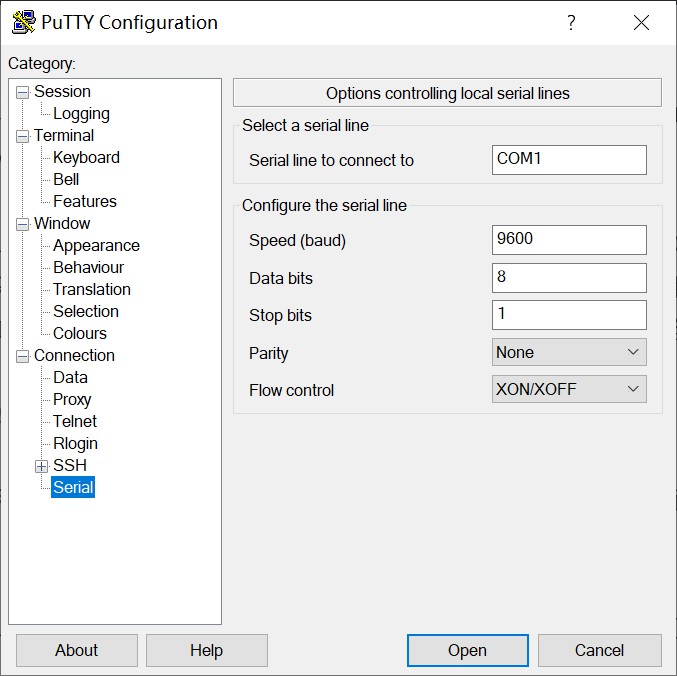 PuTTY Configuration
?
Category:
Session
Logging
Terminal
Keyboard
Bell
Features
Window
Appearance
Behaviour
Translation
Selection
Colours
Connection
Data
Proxy
Telnet
Rlogin
SSH
Serial
Options controlling local serial lines
Select a serial line
Serial line to connect to COM1
Configure the serial line
Speed (baud) 9600
Data bits 8
Stop bits 1
Parity None
Flow control XON/XOFF
About Help Open Cancel